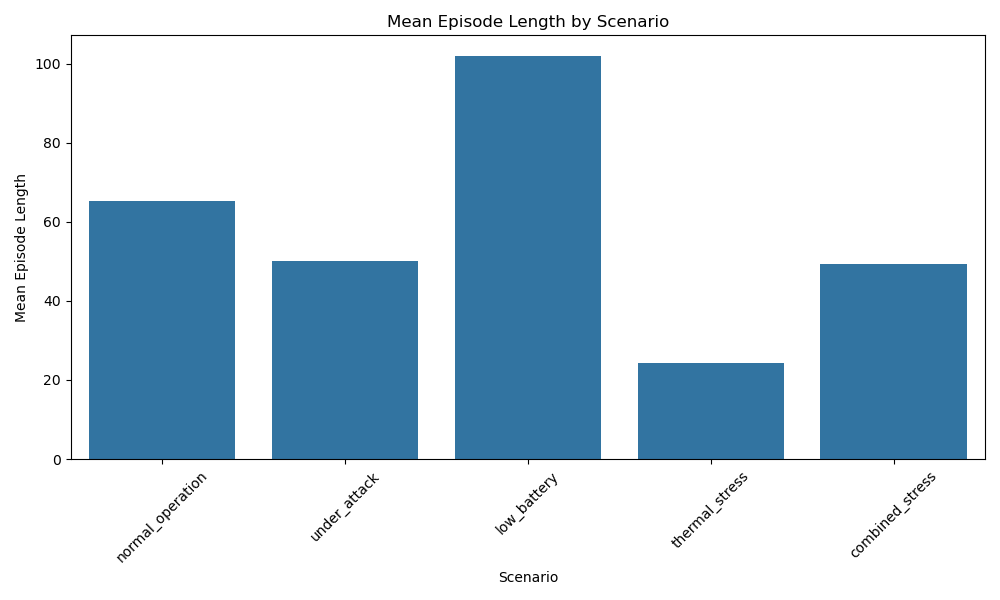 Mean Episode Length by Scenario
Mean Episode Length
100
80
60
40
20
0
normal_operation
under_attack
low_battery
thermal_stress
combined_stress
Scenario